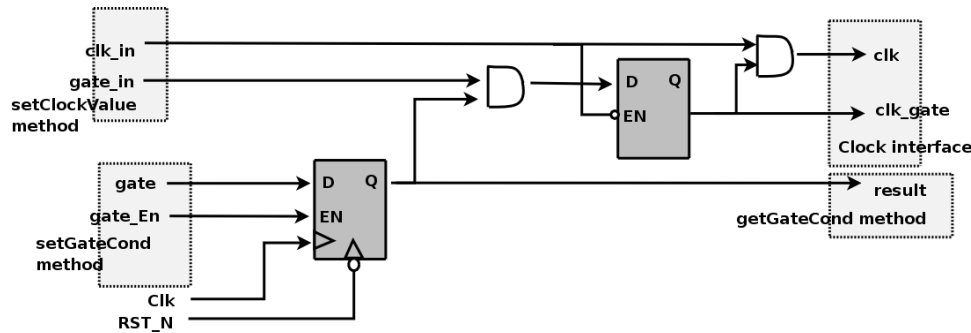 clk_in
gate_in
setClockValue
method
D
Q
EN
clk
clk_gate
Clock interface
gate
gate_En
setGateCond
method
D
Q
EN
Clk
RST_N
result
getGateCond method